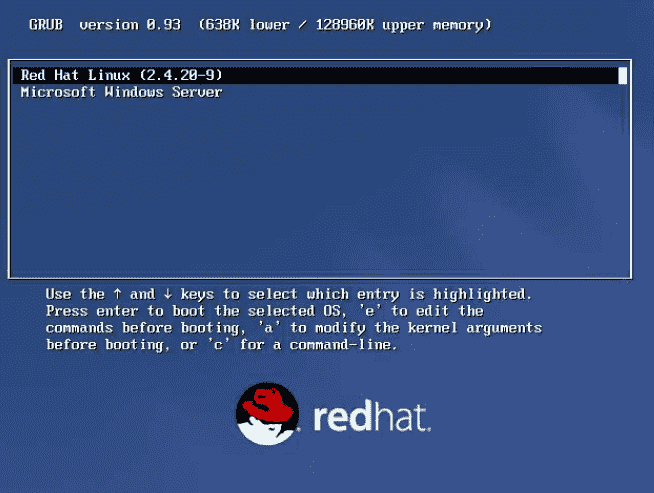 GRUB version 0.93 (638K lower / 128960K upper memory)
Red Hat Linux (2.4.20-9)
Microsoft Windows Server
Use the ↑ and ↓ keys to select which entry is highlighted.
Press enter to boot the selected OS, 'e' to edit the
commands before booting, 'a' to modify the kernel arguments
before booting, or 'c' for a command-line.
redhat.